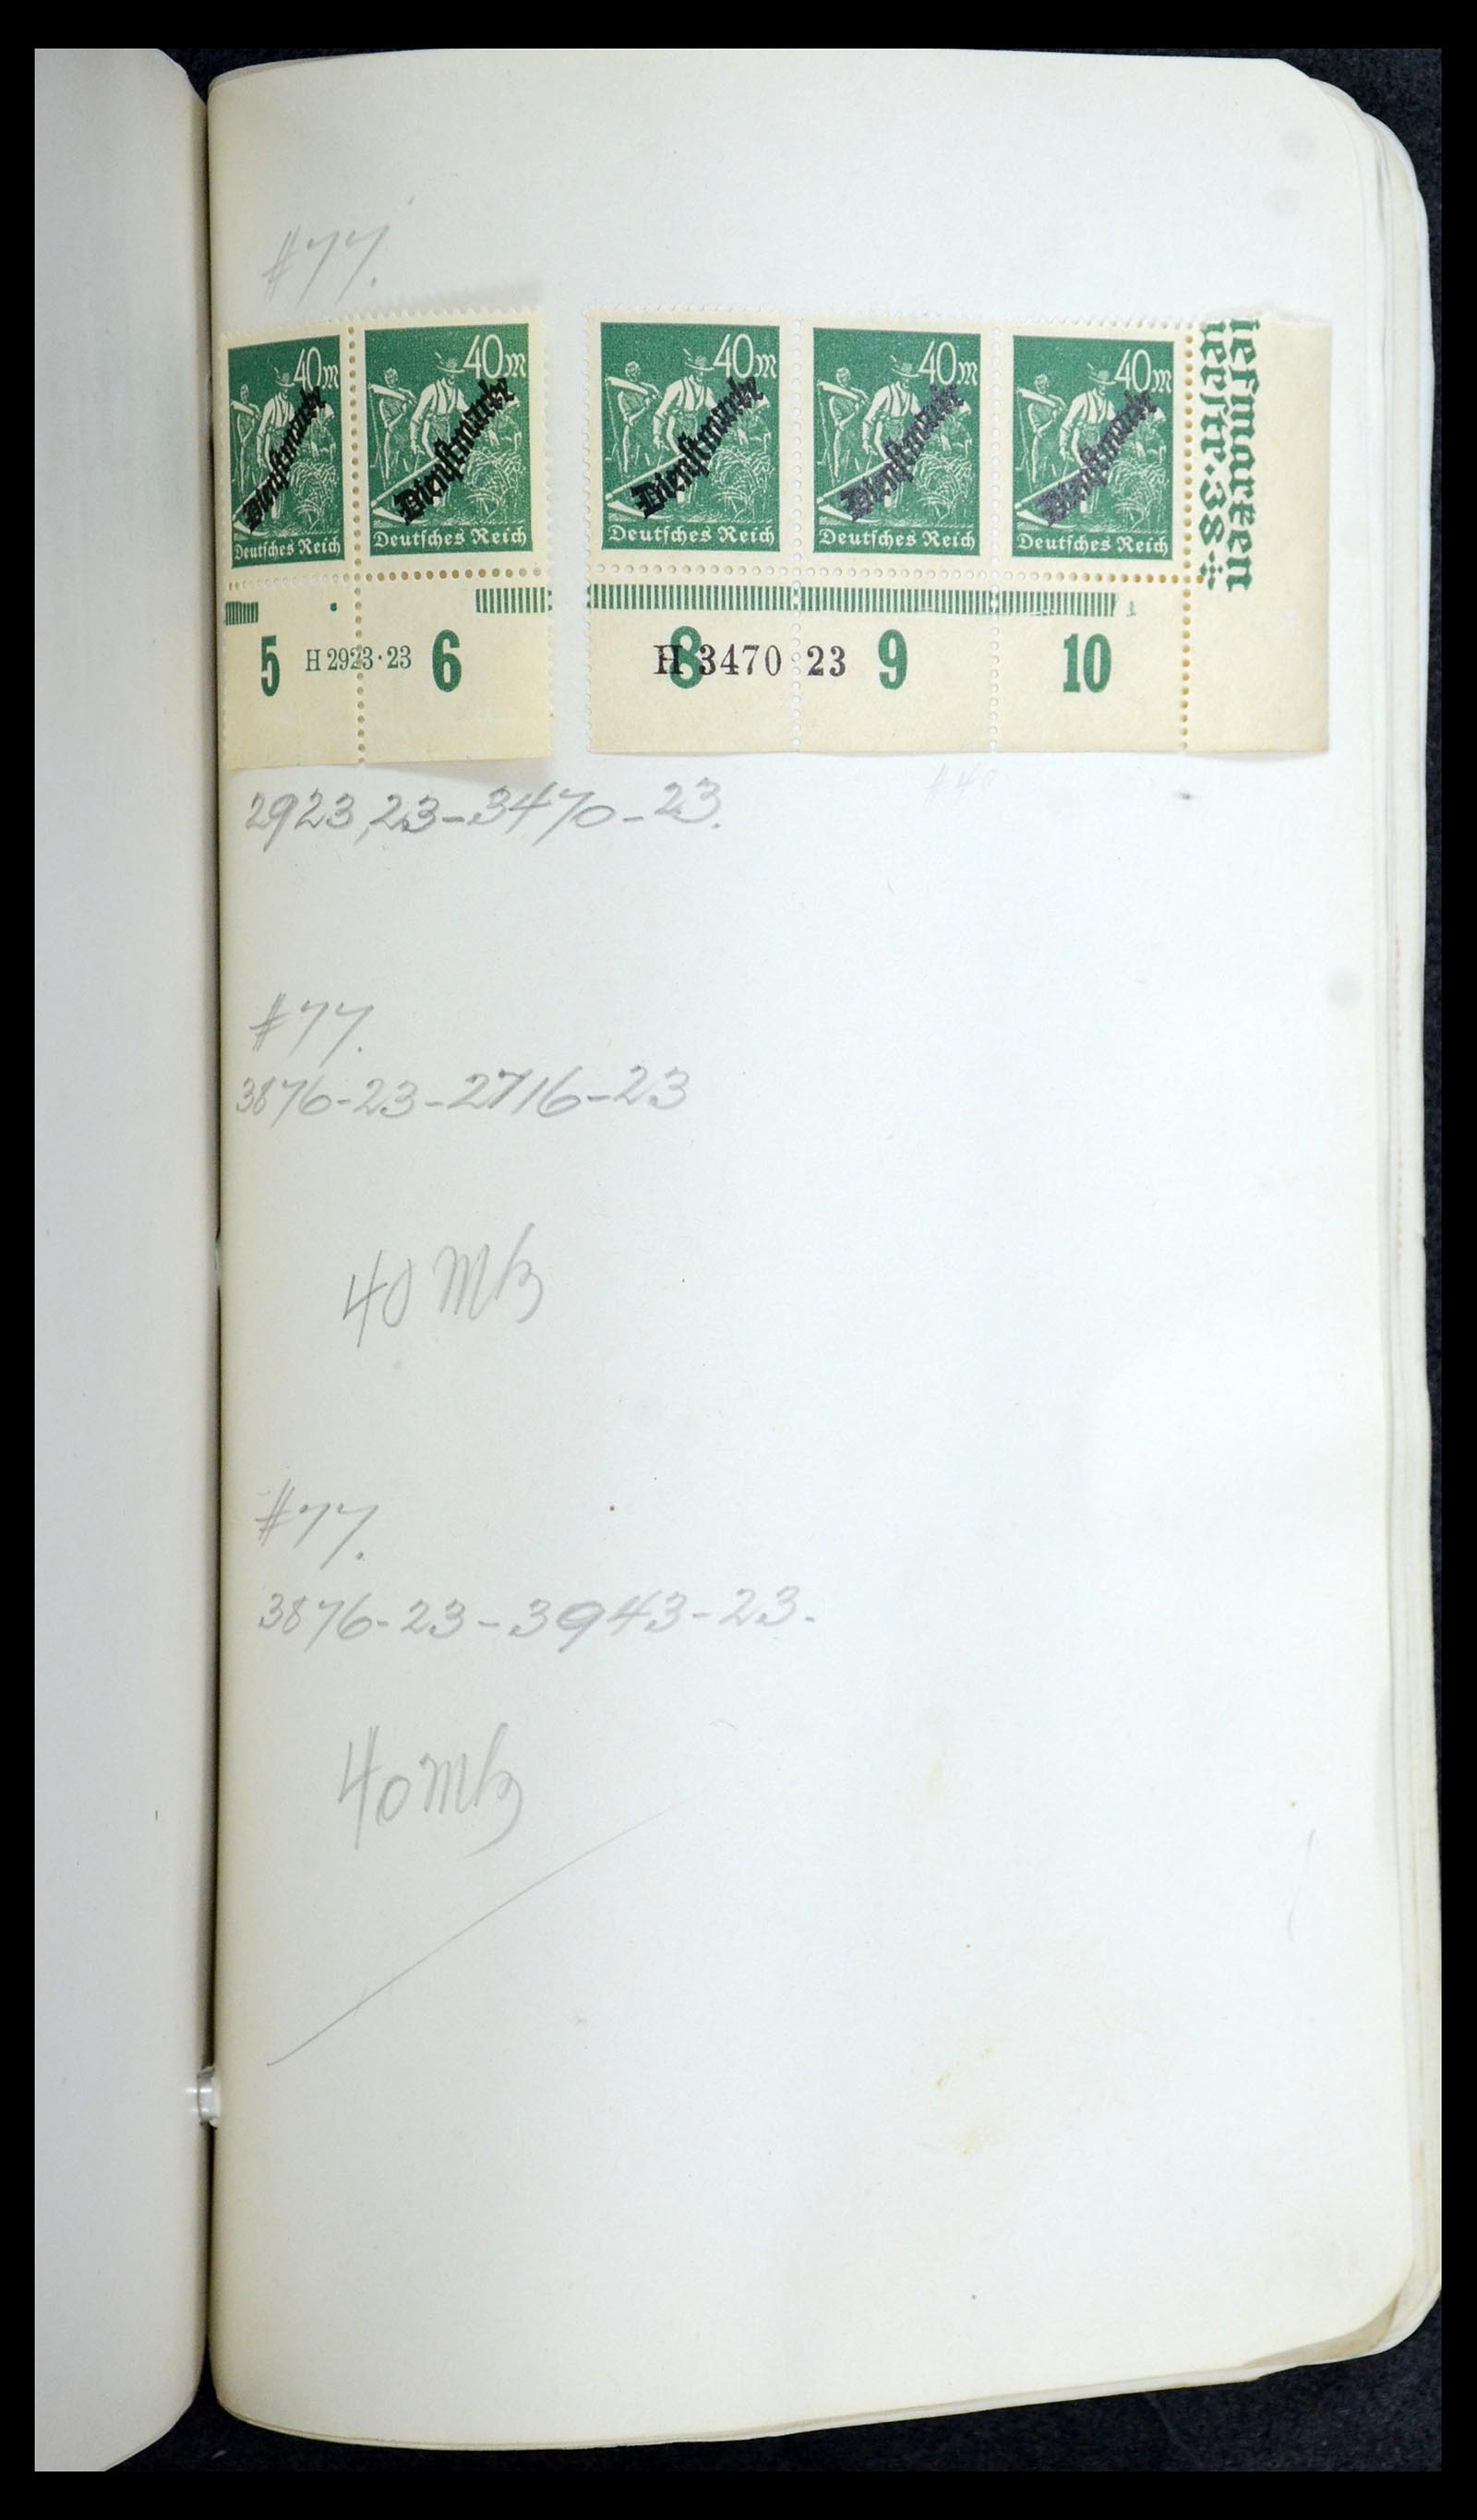 #77.
40m 40m 40m 40m 40m
Dienstmarke Dienstmarke Dienstmarke Dienstmarke Dienstmarke
Deutsches Reich Deutsches Reich Deutsches Reich Deutsches Reich Deutsches Reich
iefmarken
5 H 2923·23 6 8 H 3470 23 9 10
2923,23-3470-23.
#77.
3876-23-2716-23
40 Mk
#77.
3876-23-3943-23.
40 Mk